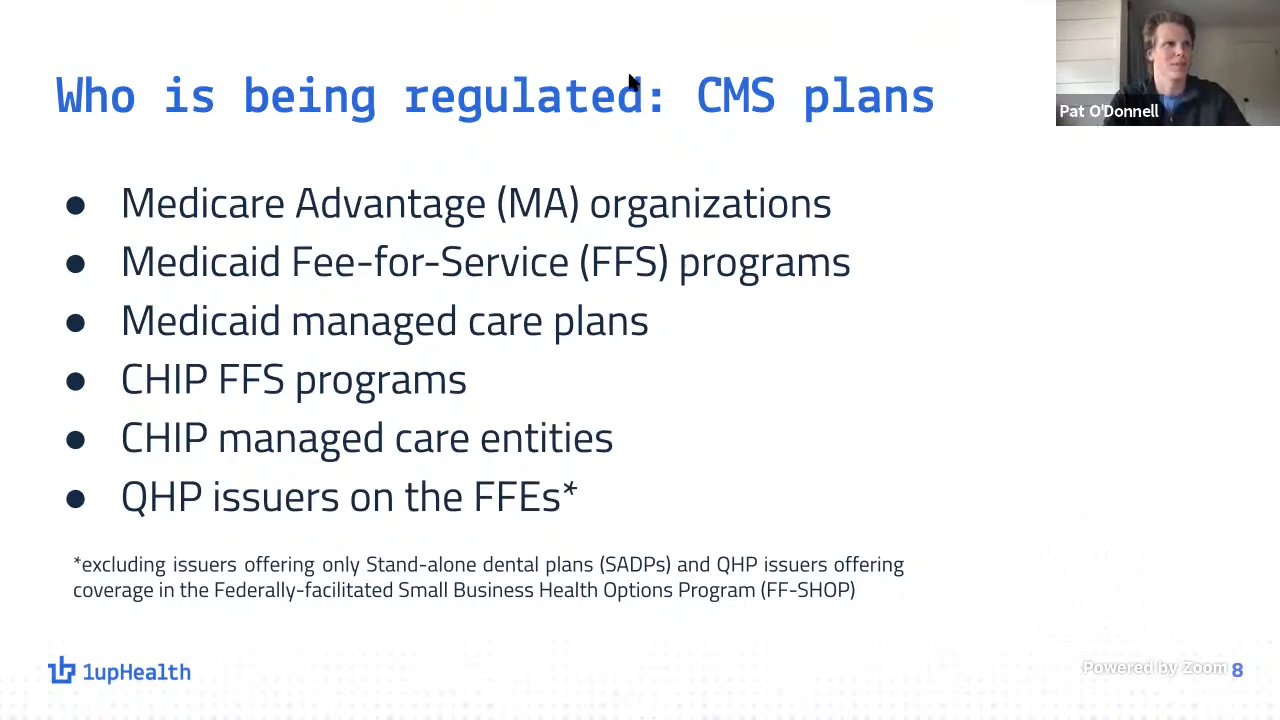 Who is being regulated: CMS plans
Pat O'Donnell
● Medicare Advantage (MA) organizations
● Medicaid Fee-for-Service (FFS) programs
● Medicaid managed care plans
● CHIP FFS programs
● CHIP managed care entities
● QHP issuers on the FFEs*
*excluding issuers offering only Stand-alone dental plans (SADPs) and QHP issuers offering
coverage in the Federally-facilitated Small Business Health Options Program (FF-SHOP)
1upHealth
Powered by Zoom 8